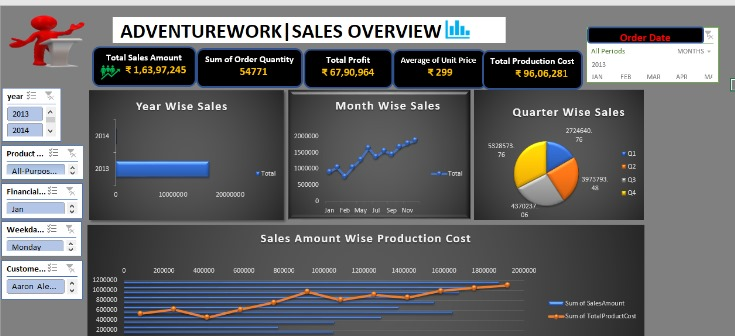 ADVENTUREWORK|SALES OVERVIEW
Order Date
Total Sales Amount
₹ 1,63,97,245
Sum of Order Quantity
54771
Total Profit
₹ 67,90,964
Average of Unit Price
₹ 299
Total Production Cost
₹ 96,06,281
All Periods
MONTHS
2013
JAN FEB MAR APR
year
2013
2014
Product ...
All-Purpos...
Financial...
Jan
Weekda...
Monday
Custome...
Aaron Ale...
Year Wise Sales
2014
2013
0 10000000 20000000
Total
Month Wise Sales
2000000
1500000
1000000
500000
0
Jan Feb May Jul Sep Nov
Total
Quarter Wise Sales
2724640.
76
3973793.
48
4370237.
06
5828573.
76
Q1
Q2
Q3
Q4
Sales Amount Wise Production Cost
0 200000 400000 600000 800000 1000000 1200000 1400000 1600000 1800000 2000000
1200000
1000000
800000
600000
400000
200000
Sum of SalesAmount
Sum of TotalProductCost